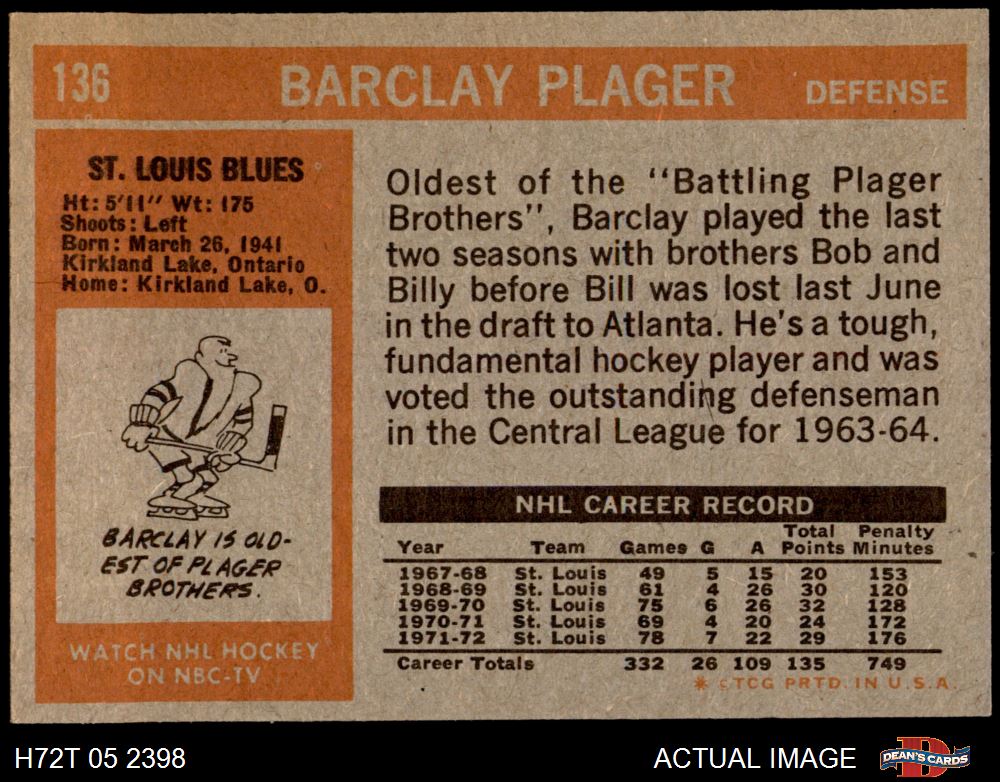 136 BARCLAY PLAGER DEFENSE
ST. LOUIS BLUES
Ht: 5'11" Wt: 175
Shoots: Left
Born: March 26, 1941
Kirkland Lake, Ontario
Home: Kirkland Lake, O.
BARCLAY IS OLD-
EST OF PLAGER
BROTHERS.
WATCH NHL HOCKEY
ON NBC-TV
Oldest of the "Battling Plager
Brothers", Barclay played the last
two seasons with brothers Bob and
Billy before Bill was lost last June
in the draft to Atlanta. He's a tough,
fundamental hockey player and was
voted the outstanding defenseman
in the Central League for 1963-64.
NHL CAREER RECORD
Year Team Games G A Total Points Penalty Minutes
1967-68 St. Louis 49 5 15 20 153
1968-69 St. Louis 61 4 26 30 120
1969-70 St. Louis 75 6 26 32 128
1970-71 St. Louis 69 4 20 24 172
1971-72 St. Louis 78 7 22 29 176
Career Totals 332 26 109 135 749
* © TCG PRTD. IN U.S.A.
H72T 05 2398 ACTUAL IMAGE DEAN'S CARDS